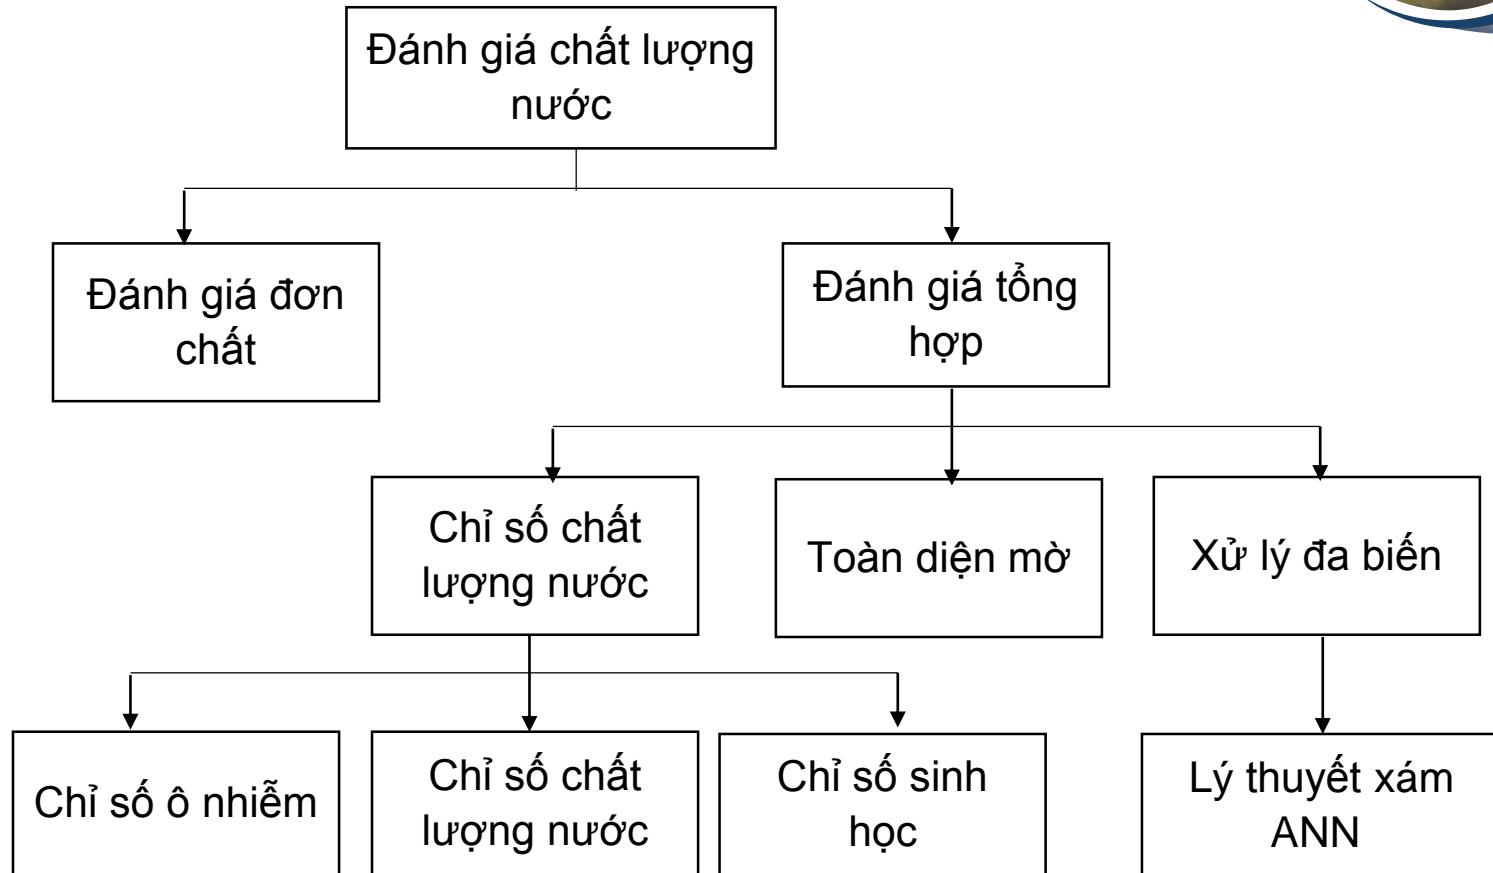 Đánh giá chất lượng
nước
Đánh giá đơn
chất
Đánh giá tổng
hợp
Chỉ số chất
lượng nước
Toàn diện mờ
Xử lý đa biến
Chỉ số ô nhiễm
Chỉ số chất
lượng nước
Chỉ số sinh
học
Lý thuyết xám
ANN